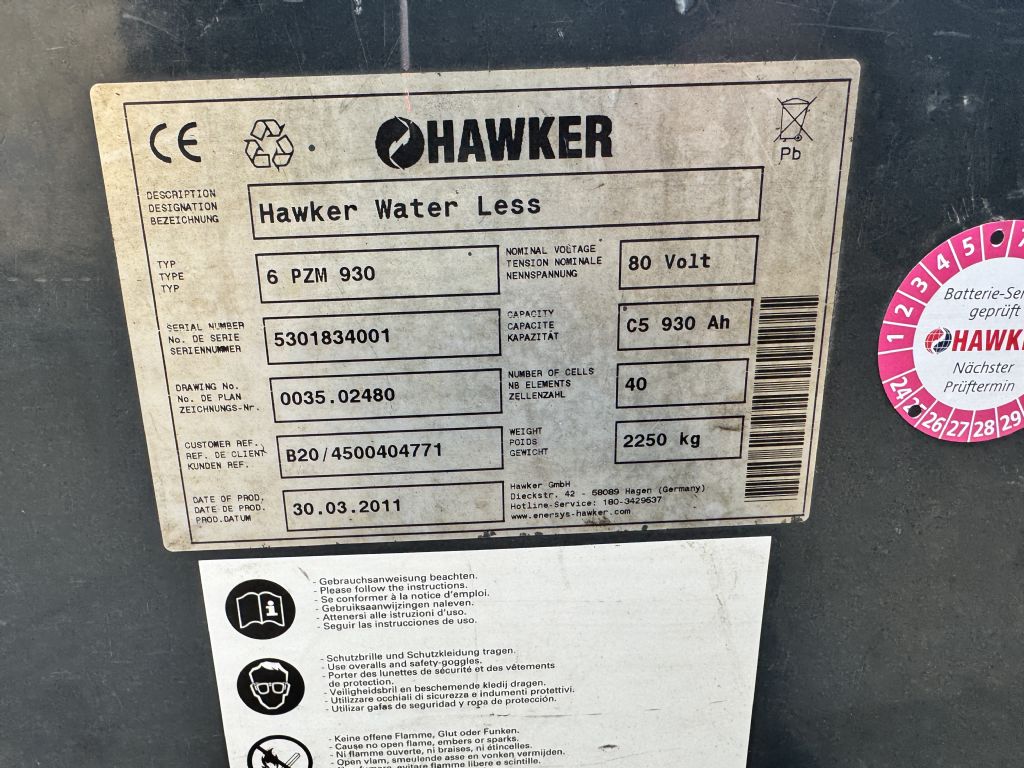 CE
HAWKER
Pb
DESCRIPTION
DESIGNATION
BEZEICHNUNG
Hawker Water Less
TYP
TYPE
TYP
6 PZM 930
NOMINAL VOLTAGE
TENSION NOMINALE
NENNSPANNUNG
80 Volt
SERIAL NUMBER
No. DE SERIE
SERIENNUMMER
5301834001
CAPACITY
CAPACITE
KAPAZITÄT
C5 930 Ah
DRAWING No.
No. DE PLAN
ZEICHNUNGS-Nr.
0035.02480
NUMBER OF CELLS
NB ELEMENTS
ZELLENZAHL
40
CUSTOMER REF.
REF. DE CLIENT
KUNDEN REF.
B20/4500404771
WEIGHT
POIDS
GEWICHT
2250 kg
DATE OF PROD.
DATE DE PROD.
PROD.DATUM
30.03.2011
Hawker GmbH
Dieckstr. 42 - 58089 Hagen (Germany)
Hotline-Service: 180-3429537
www.enersys-hawker.com
1 2 3 4 5
Batterie-Ser
geprüft
HAWKE
Nächster
Prüftermin
24 26 27 28 29
- Gebrauchsanweisung beachten.
- Please follow the instructions.
- Se conformer à la notice d'emploi.
- Gebruiksaanwijzingen naleven.
- Attenersi alle istruzioni d'uso.
- Seguir las instrucciones de uso.
- Schutzbrille und Schutzkleidung tragen.
- Use overalls and safety-goggles.
- Porter des lunettes de sécurité et des vêtements
de protection.
- Veiligheidsbril en beschemende kledij dragen.
- Utilizzare occhiali di sicurezza e indumenti protettivi.
- Utilizar gafas de seguridad y ropa de protección.
- Keine offene Flamme, Glut oder Funken.
- Cause no open flame, embers or sparks.
- Ni flamme ouverte, ni braises, ni étincelles.
- Open vlam, smeulende asse en vonken vermijden.
evitare fiamme libere e scintille.